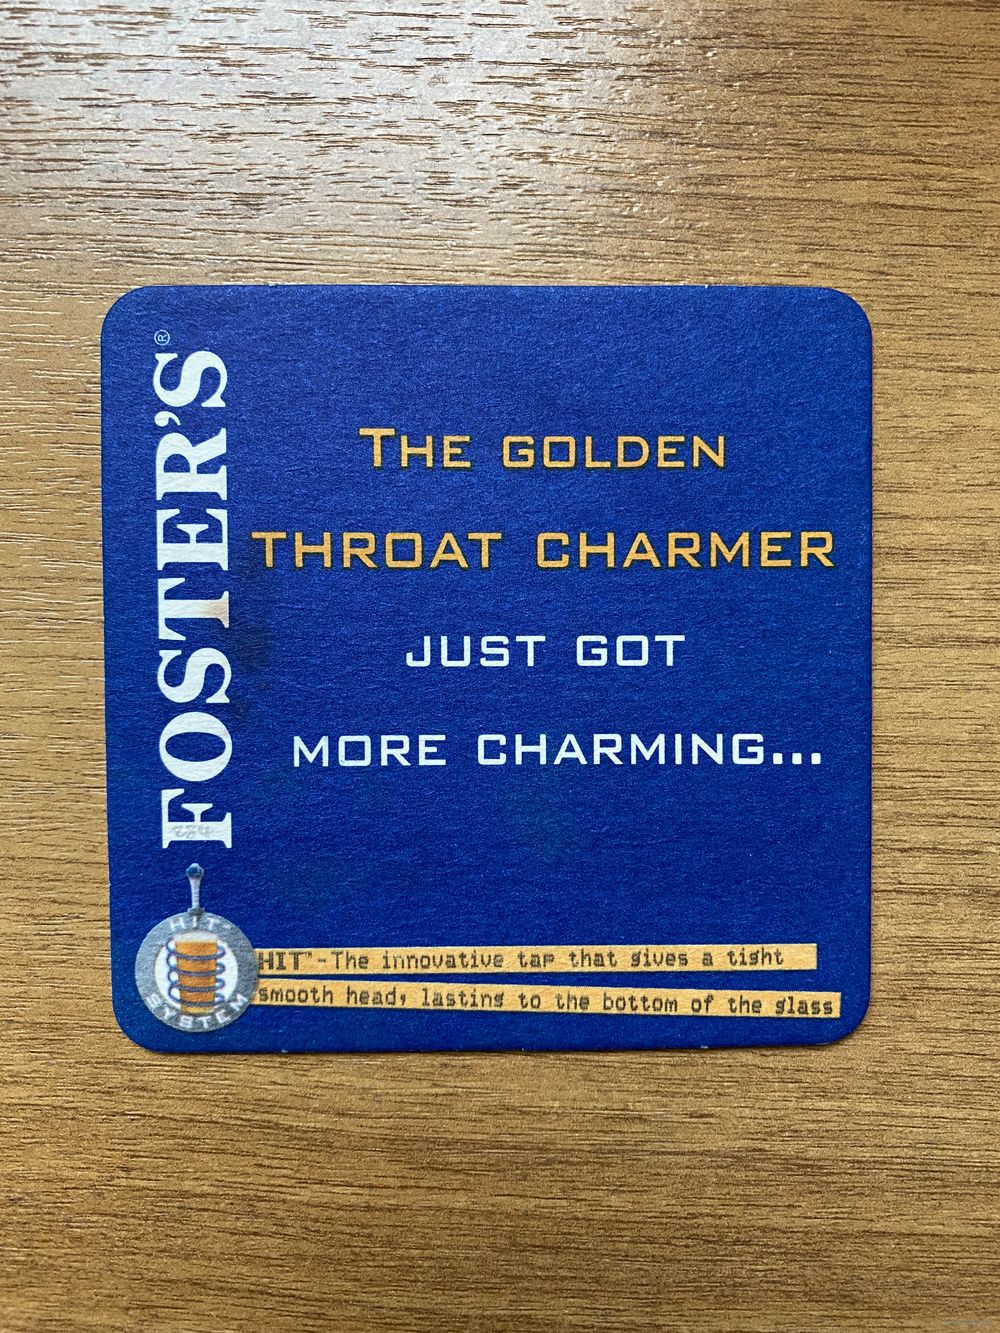 FOSTER'S®
THE GOLDEN
THROAT CHARMER
JUST GOT
MORE CHARMING...
HIT™-The innovative tap that gives a tight
smooth head, lasting to the bottom of the glass
HIT™
SYSTEM